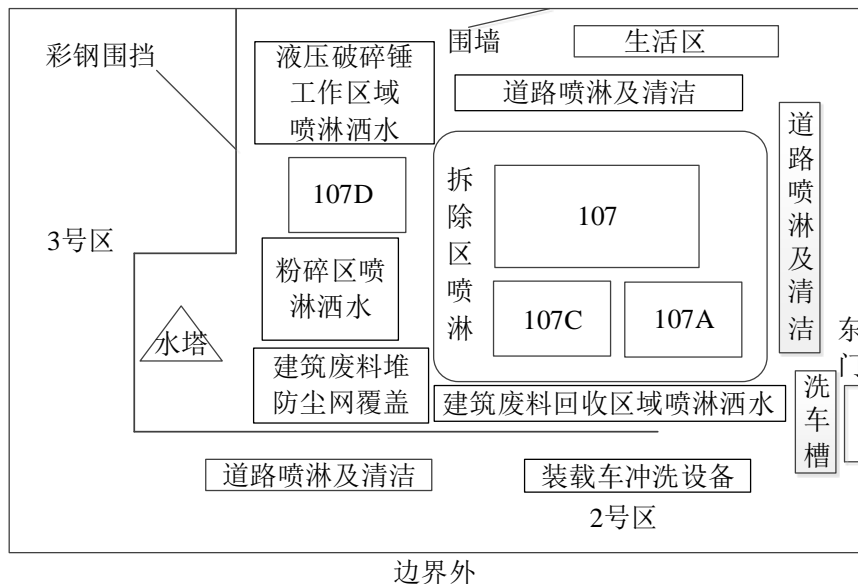 彩钢围挡
液压破碎锤
工作区域
喷淋洒水
围墙
生活区
道路喷淋及清洁
道路喷淋及清洁
107D
拆除区喷淋
107
3号区
粉碎区喷
淋洒水
107C
107A
水塔
东门
建筑废料堆
防尘网覆盖
建筑废料回收区域喷淋洒水
洗车槽
道路喷淋及清洁
装载车冲洗设备
2号区
边界外